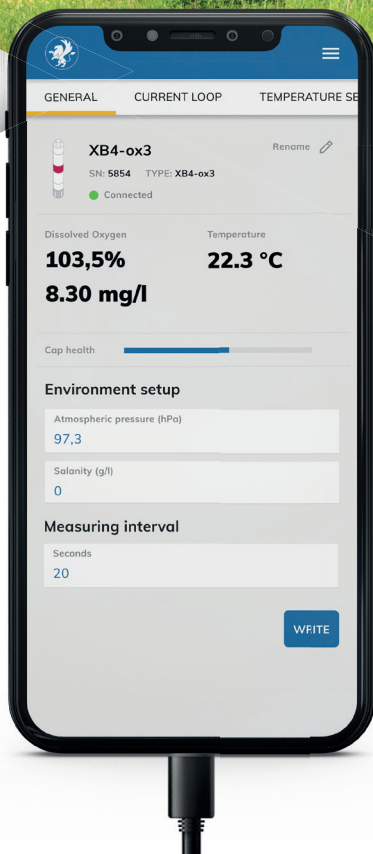 GENERAL CURRENT LOOP TEMPERATURE SE
XB4-ox3 Rename
SN: 5854 TYPE: XB4-ox3
Connected
Dissolved Oxygen Temperature
103,5% 22.3 °C
8.30 mg/l
Cap health
Environment setup
Atmospheric pressure (hPa)
97,3
Salanity (g/l)
0
Measuring interval
Seconds
20
WRITE